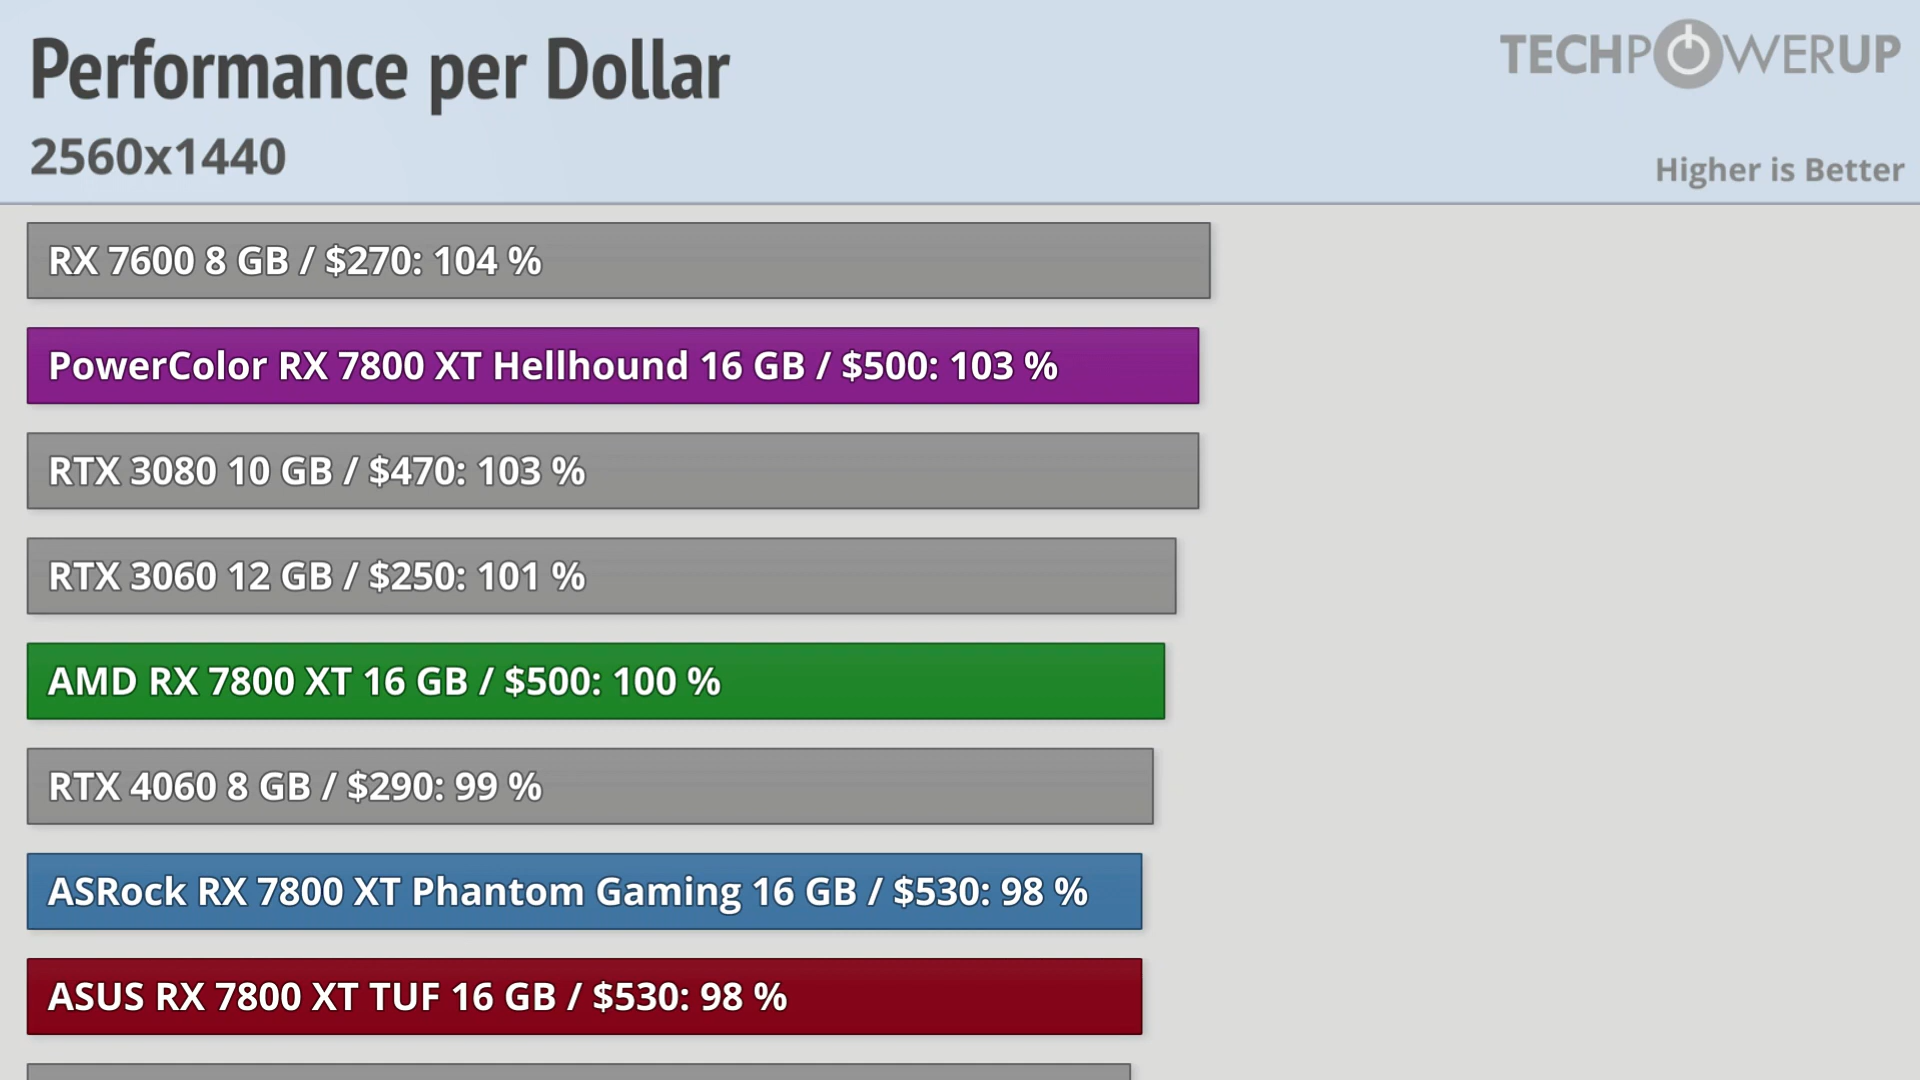 Performance per Dollar
TECHPOWERUP
2560x1440
Higher is Better
RX 7600 8 GB / $270: 104 %
PowerColor RX 7800 XT Hellhound 16 GB / $500: 103 %
RTX 3080 10 GB / $470: 103 %
RTX 3060 12 GB / $250: 101 %
AMD RX 7800 XT 16 GB / $500: 100 %
RTX 4060 8 GB / $290: 99 %
ASRock RX 7800 XT Phantom Gaming 16 GB / $530: 98 %
ASUS RX 7800 XT TUF 16 GB / $530: 98 %